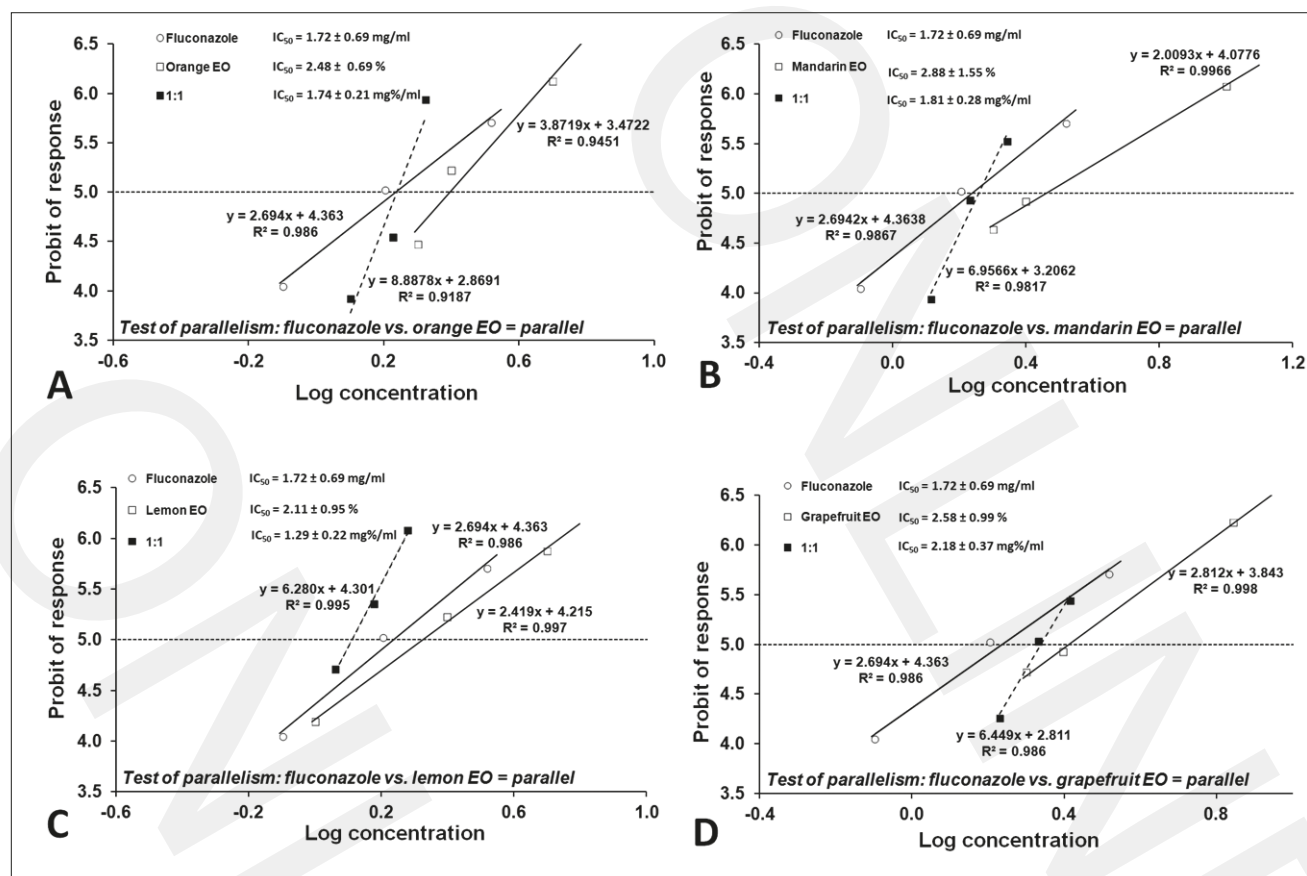 Fluconazole IC50 = 1.72 ± 0.69 mg/ml
Orange EO IC50 = 2.48 ± 0.69 %
1:1 IC50 = 1.74 ± 0.21 mg%/ml
6.5
6.0
5.5
5.0
4.5
4.0
3.5
Probit of response
y = 3.8719x + 3.4722
R² = 0.9451
y = 2.694x + 4.363
R² = 0.986
y = 8.8878x + 2.8691
R² = 0.9187
Test of parallelism: fluconazole vs. orange EO = parallel
-0.6 -0.2 0.2 0.6 1.0
Log concentration
A
Fluconazole IC50 = 1.72 ± 0.69 mg/ml
Mandarin EO IC50 = 2.88 ± 1.55 %
1:1 IC50 = 1.81 ± 0.28 mg%/ml
6.5
6.0
5.5
5.0
4.5
4.0
3.5
Probit of response
y = 2.0093x + 4.0776
R² = 0.9966
y = 2.6942x + 4.3638
R² = 0.9867
y = 6.9566x + 3.2062
R² = 0.9817
Test of parallelism: fluconazole vs. mandarin EO = parallel
-0.4 0.0 0.4 0.8 1.2
Log concentration
B
Fluconazole IC50 = 1.72 ± 0.69 mg/ml
Lemon EO IC50 = 2.11 ± 0.95 %
1:1 IC50 = 1.29 ± 0.22 mg%/ml
6.5
6.0
5.5
5.0
4.5
4.0
3.5
Probit of response
y = 2.694x + 4.363
R² = 0.986
y = 6.280x + 4.301
R² = 0.995
y = 2.419x + 4.215
R² = 0.997
Test of parallelism: fluconazole vs. lemon EO = parallel
-0.6 -0.2 0.2 0.6 1.0
Log concentration
C
Fluconazole IC50 = 1.72 ± 0.69 mg/ml
Grapefruit EO IC50 = 2.58 ± 0.99 %
1:1 IC50 = 2.18 ± 0.37 mg%/ml
6.5
6.0
5.5
5.0
4.5
4.0
3.5
Probit of response
y = 2.812x + 3.843
R² = 0.998
y = 2.694x + 4.363
R² = 0.986
y = 6.449x + 2.811
R² = 0.986
Test of parallelism: fluconazole vs. grapefruit EO = parallel
-0.4 0.0 0.4 0.8
Log concentration
D